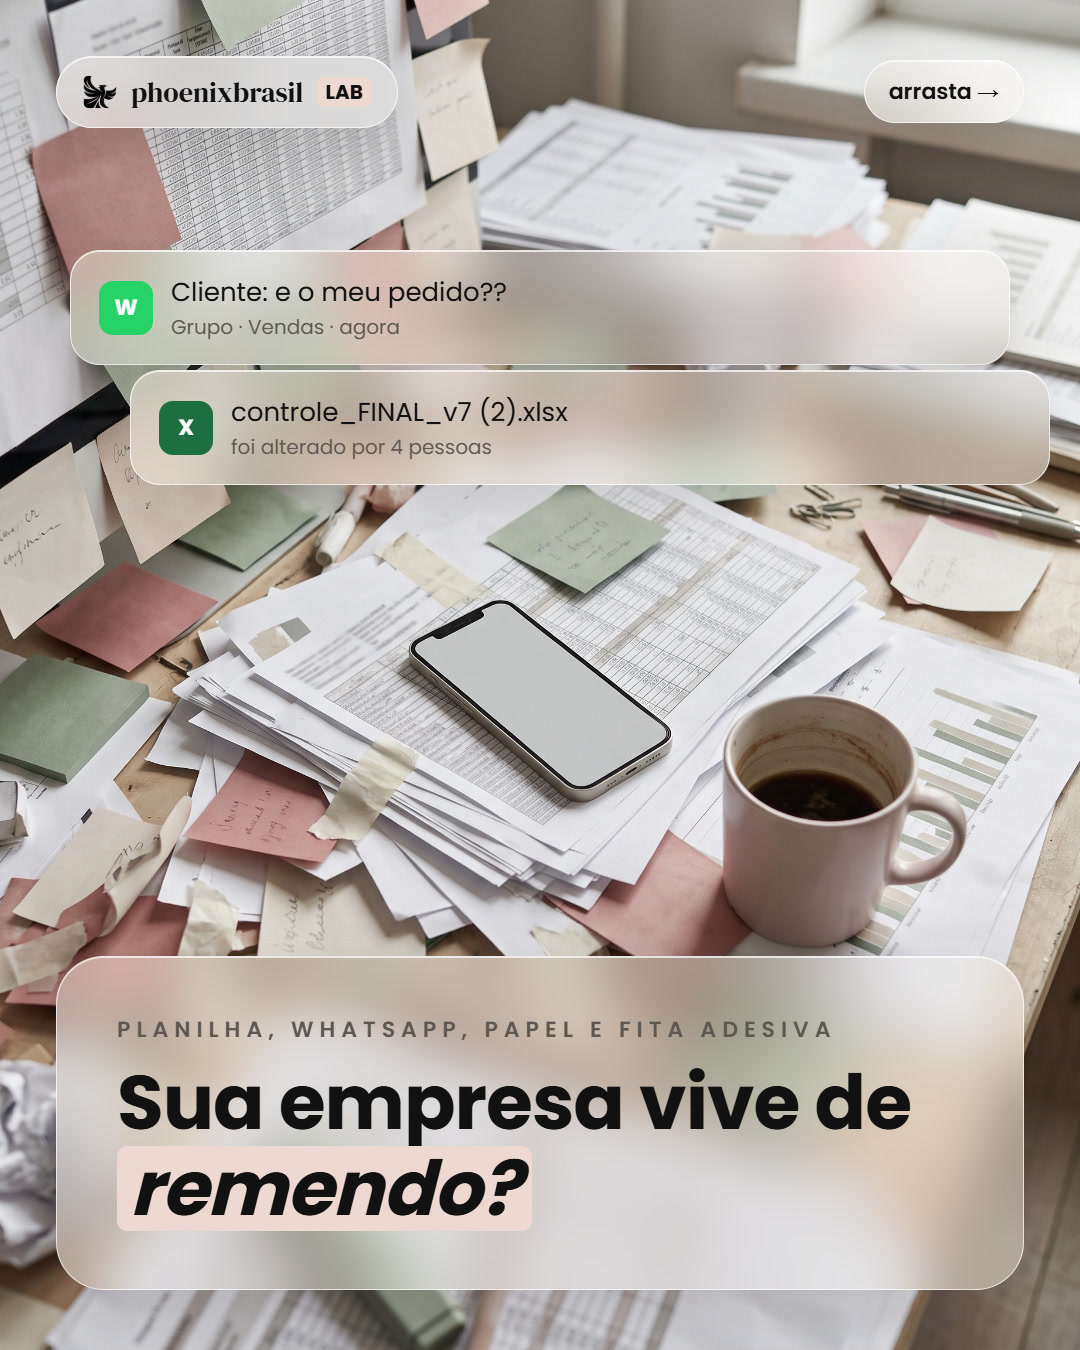 phoenixbrasil LAB
arrasta →
W Cliente: e o meu pedido??
Grupo · Vendas · agora
X controle_FINAL_v7 (2).xlsx
foi alterado por 4 pessoas
PLANILHA, WHATSAPP, PAPEL E FITA ADESIVA
Sua empresa vive de
remendo?